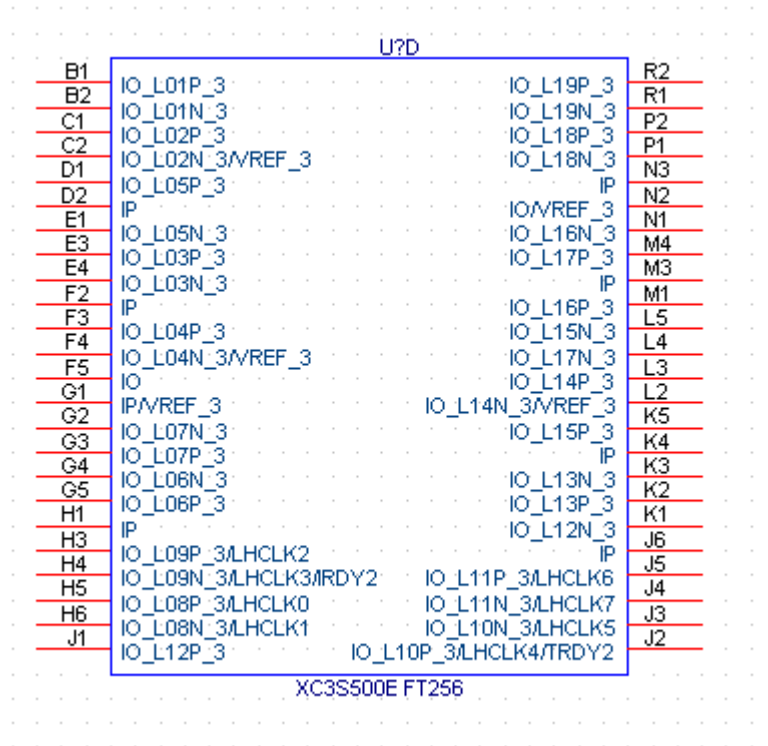 U?D
B1 IO_L01P_3 IO_L19P_3 R2
B2 IO_L01N_3 IO_L19N_3 R1
C1 IO_L02P_3 IO_L18P_3 P2
C2 IO_L02N_3/VREF_3 IO_L18N_3 P1
D1 IO_L05P_3 IP N3
D2 IP IO/VREF_3 N2
E1 IO_L05N_3 IO_L16N_3 N1
E3 IO_L03P_3 IO_L17P_3 M4
E4 IO_L03N_3 IP M3
F2 IP IO_L16P_3 M1
F3 IO_L04P_3 IO_L15N_3 L5
F4 IO_L04N_3/VREF_3 IO_L17N_3 L4
F5 IO IO_L14P_3 L3
G1 IP/VREF_3 IO_L14N_3/VREF_3 L2
G2 IO_L07N_3 IO_L15P_3 K5
G3 IO_L07P_3 IP K4
G4 IO_L06N_3 IO_L13N_3 K3
G5 IO_L06P_3 IO_L13P_3 K2
H1 IP IO_L12N_3 K1
H3 IO_L09P_3/LHCLK2 IP J6
H4 IO_L09N_3/LHCLK3/IRDY2 IO_L11P_3/LHCLK6 J5
H5 IO_L08P_3/LHCLK0 IO_L11N_3/LHCLK7 J4
H6 IO_L08N_3/LHCLK1 IO_L10N_3/LHCLK5 J3
J1 IO_L12P_3 IO_L10P_3/LHCLK4/TRDY2 J2
XC3S500E FT256